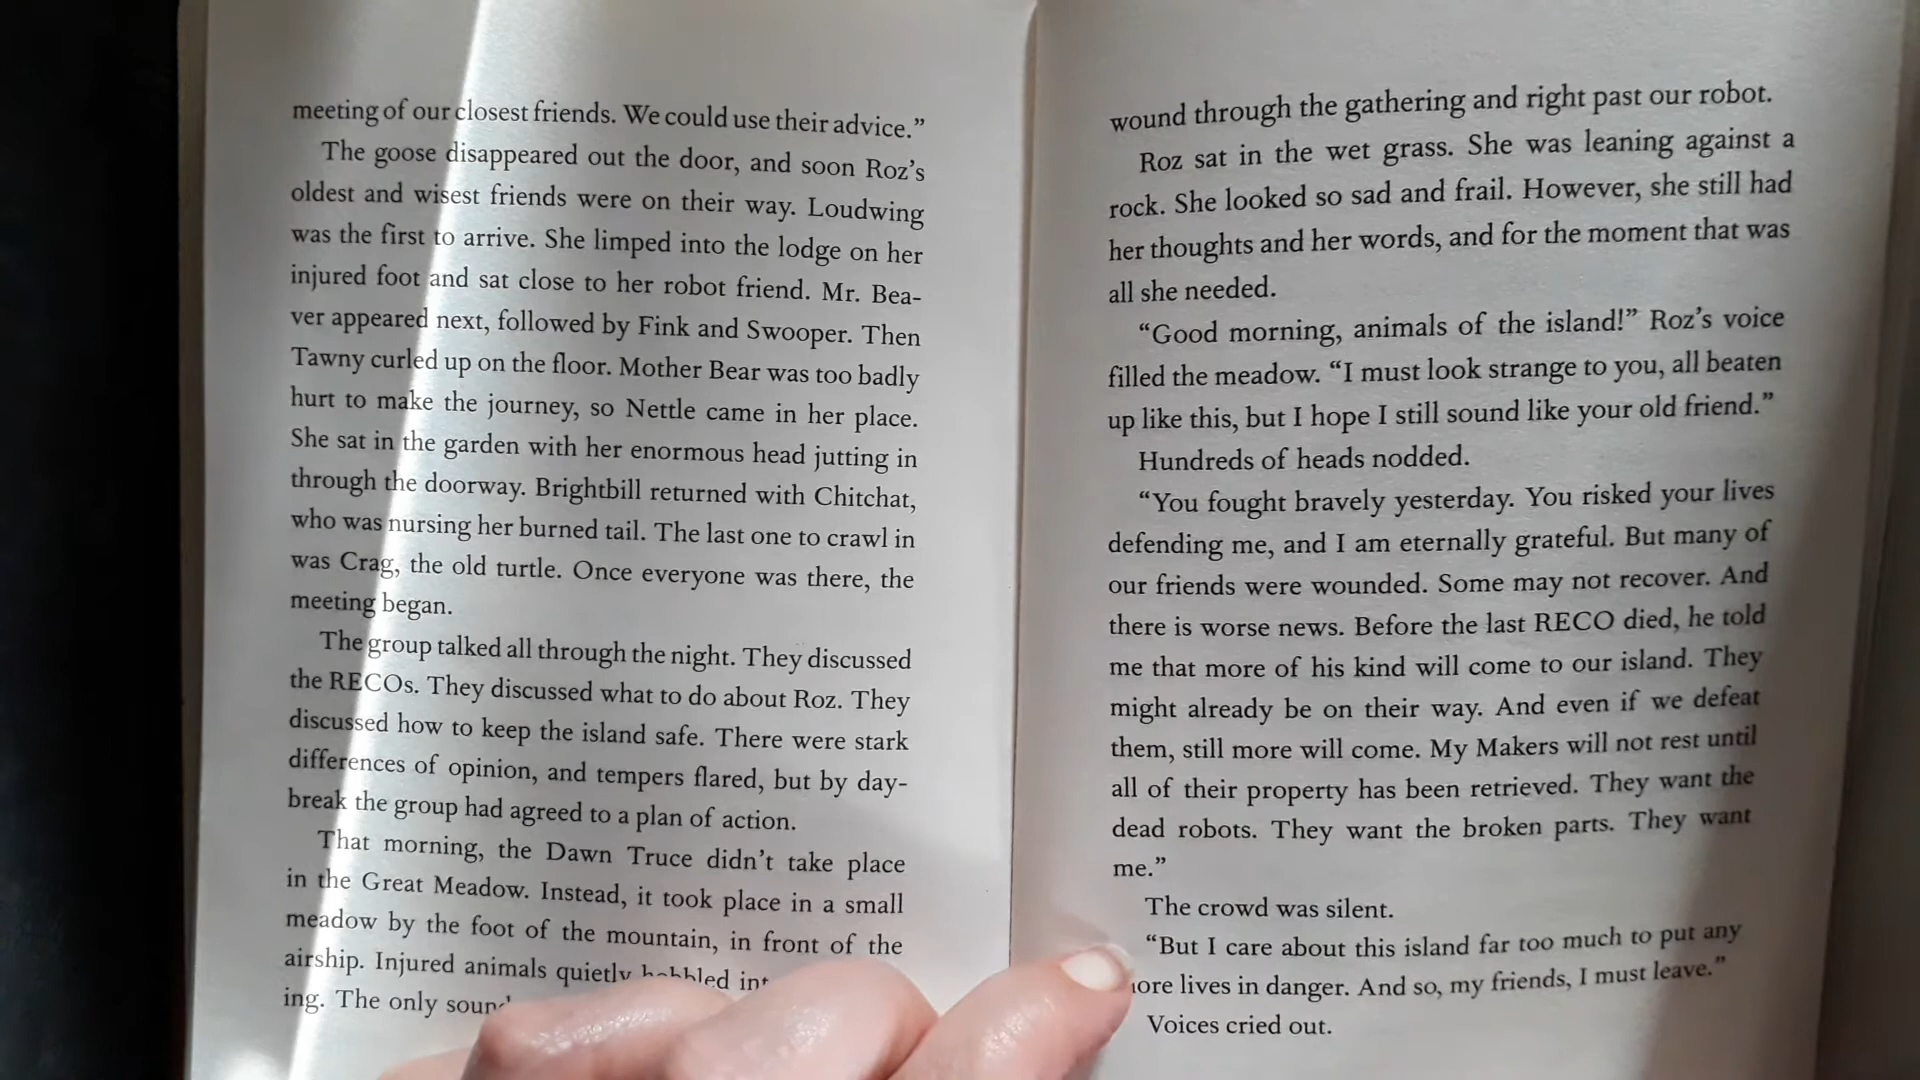 meeting of our closest friends. We could use their advice.”
The goose disappeared out the door, and soon Roz’s
oldest and wisest friends were on their way. Loudwing
was the first to arrive. She limped into the lodge on her
injured foot and sat close to her robot friend. Mr. Bea-
ver appeared next, followed by Fink and Swooper. Then
Tawny curled up on the floor. Mother Bear was too badly
hurt to make the journey, so Nettle came in her place.
She sat in the garden with her enormous head jutting in
through the doorway. Brightbill returned with Chitchat,
who was nursing her burned tail. The last one to crawl in
was Crag, the old turtle. Once everyone was there, the
meeting began.
The group talked all through the night. They discussed
the RECOs. They discussed what to do about Roz. They
discussed how to keep the island safe. There were stark
differences of opinion, and tempers flared, but by day-
break the group had agreed to a plan of action.
That morning, the Dawn Truce didn’t take place
in the Great Meadow. Instead, it took place in a small
meadow by the foot of the mountain, in front of the
airship. Injured animals quietly hobbled
ing. The only
wound through the gathering and right past our robot.
Roz sat in the wet grass. She was leaning against a
rock. She looked so sad and frail. However, she still had
her thoughts and her words, and for the moment that was
all she needed.
“Good morning, animals of the island!” Roz’s voice
filled the meadow. “I must look strange to you, all beaten
up like this, but I hope I still sound like your old friend.”
Hundreds of heads nodded.
“You fought bravely yesterday. You risked your lives
defending me, and I am eternally grateful. But many of
our friends were wounded. Some may not recover. And
there is worse news. Before the last RECO died, he told
me that more of his kind will come to our island. They
might already be on their way. And even if we defeat
them, still more will come. My Makers will not rest until
all of their property has been retrieved. They want the
dead robots. They want the broken parts. They want
me.”
The crowd was silent.
“But I care about this island far too much to put any
lives in danger. And so, my friends, I must leave.”
Voices cried out.